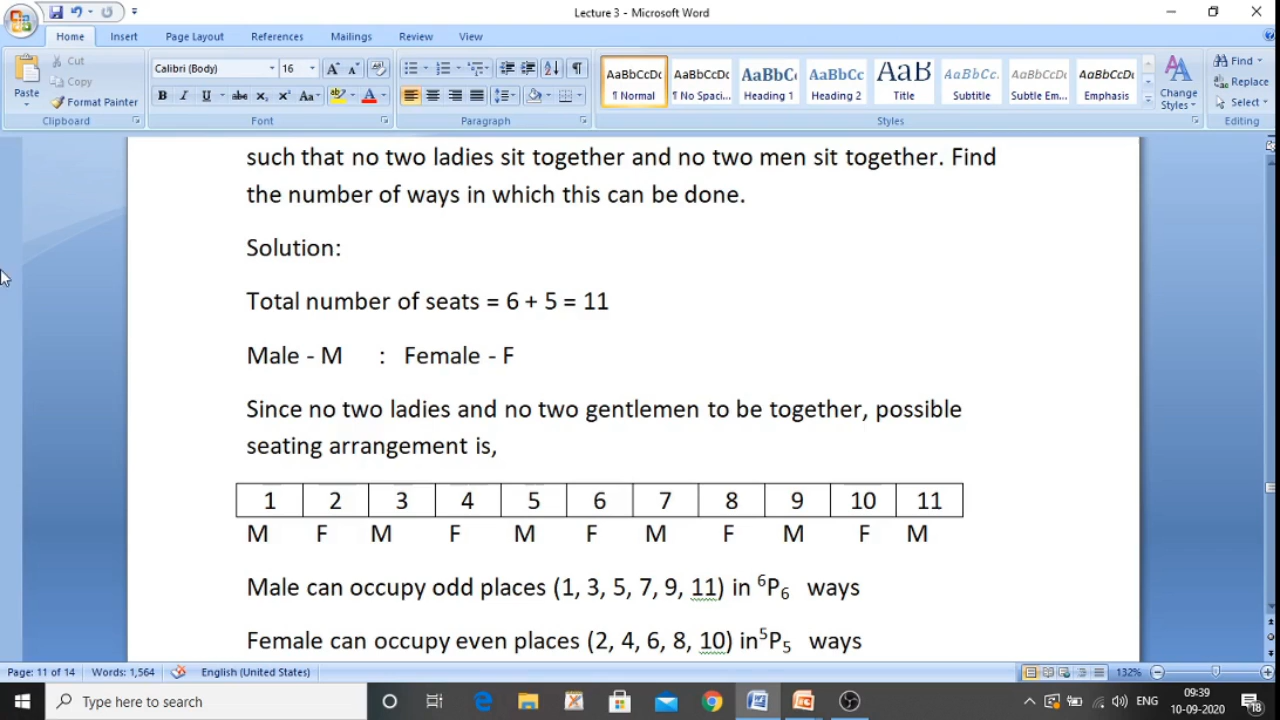 Lecture 3 - Microsoft Word
Home Insert Page Layout References Mailings Review View
Paste
Cut
Copy
Format Painter
Clipboard
Calibri (Body) 16
Font
Paragraph
AaBbCcDc AaBbCcDc AaBbC AaBbCc AaB AaBbCc. AaBbCcDc AaBbCcDc
¶ Normal ¶ No Spaci... Heading 1 Heading 2 Title Subtitle Subtle Em... Emphasis
Change Styles
Styles
Find
Replace
Select
Editing
such that no two ladies sit together and no two men sit together. Find
the number of ways in which this can be done.
Solution:
Total number of seats = 6 + 5 = 11
Male - M : Female - F
Since no two ladies and no two gentlemen to be together, possible
seating arrangement is,
1 2 3 4 5 6 7 8 9 10 11
M F M F M F M F M F M
Male can occupy odd places (1, 3, 5, 7, 9, 11) in ⁶P₆ ways
Female can occupy even places (2, 4, 6, 8, 10) in⁵P₅ ways
Page: 11 of 14 Words: 1,564 English (United States) 132%
Type here to search
ENG
09:39
10-09-2020
18